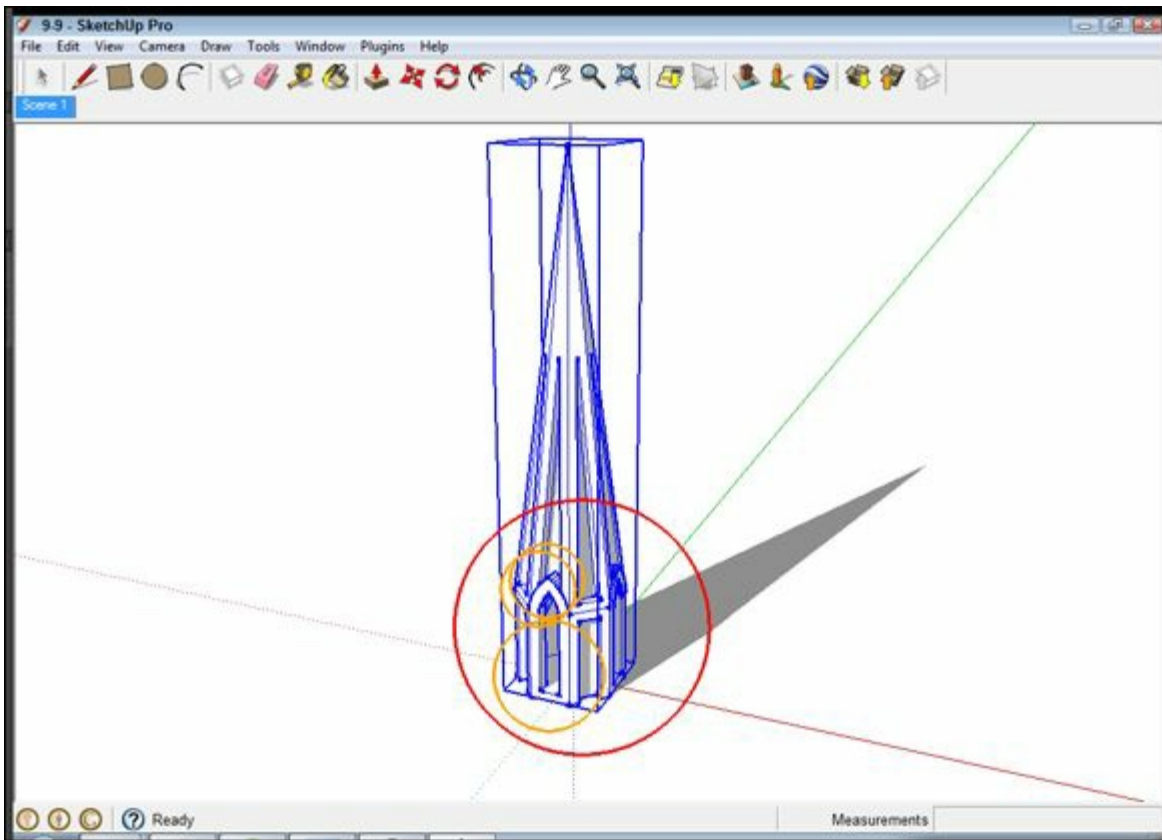 9-9 - SketchUp Pro
File Edit View Camera Draw Tools Window Plugins Help
Scene 1
Ready
Measurements